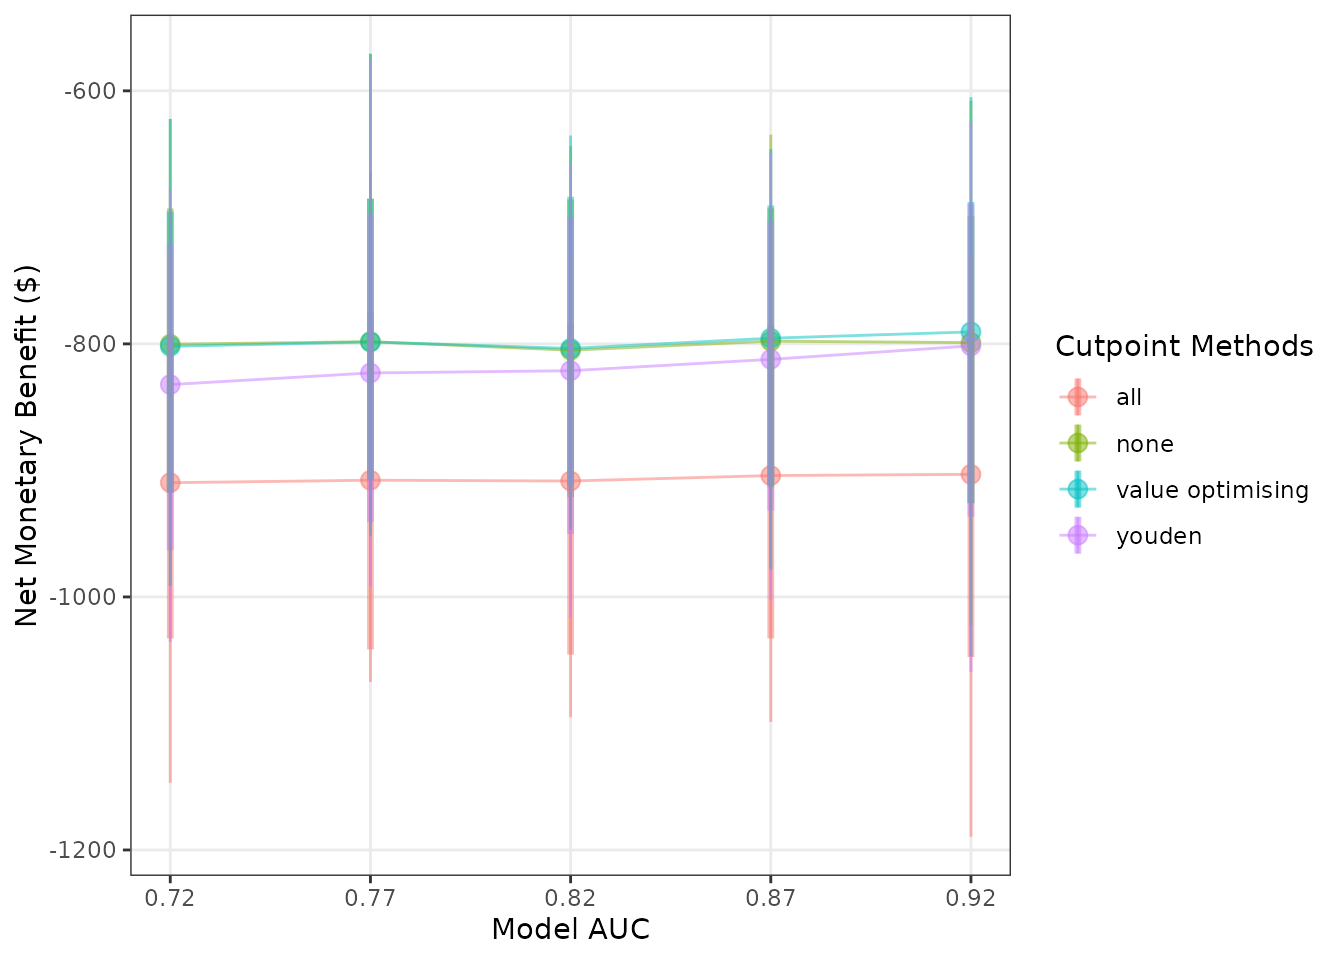 Net Monetary Benefit ($)
-600
-800
-1000
-1200
0.72
0.77
0.82
0.87
0.92
Model AUC
Cutpoint Methods
all
none
value optimising
youden